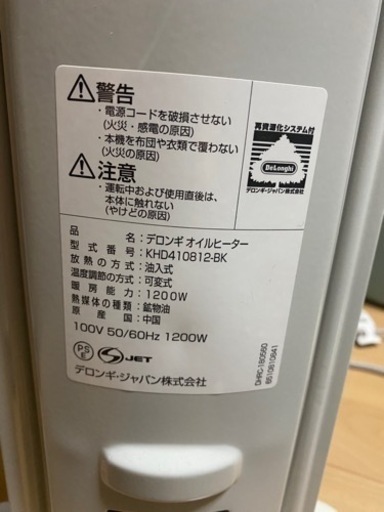 警告
・電源コードを破損させない
(火災・感電の原因)
・本機を布団や衣類で覆わない
(火災の原因)
注意
・運転中および使用直後は、
本体に触れない
(やけどの原因)
再資源化システム付
DeLonghi
デロンギ・ジャパン株式会社
品名:デロンギ オイルヒーター
型式番号:KHD410812-BK
放熱の方式:油入式
温度調節の方式:可変式
暖房能力:1200W
熱媒体の種類:鉱物油
原産国:中国
100V 50/60Hz 1200W
PS
E
S JET
デロンギ・ジャパン株式会社
DHRC-180560
6510810841